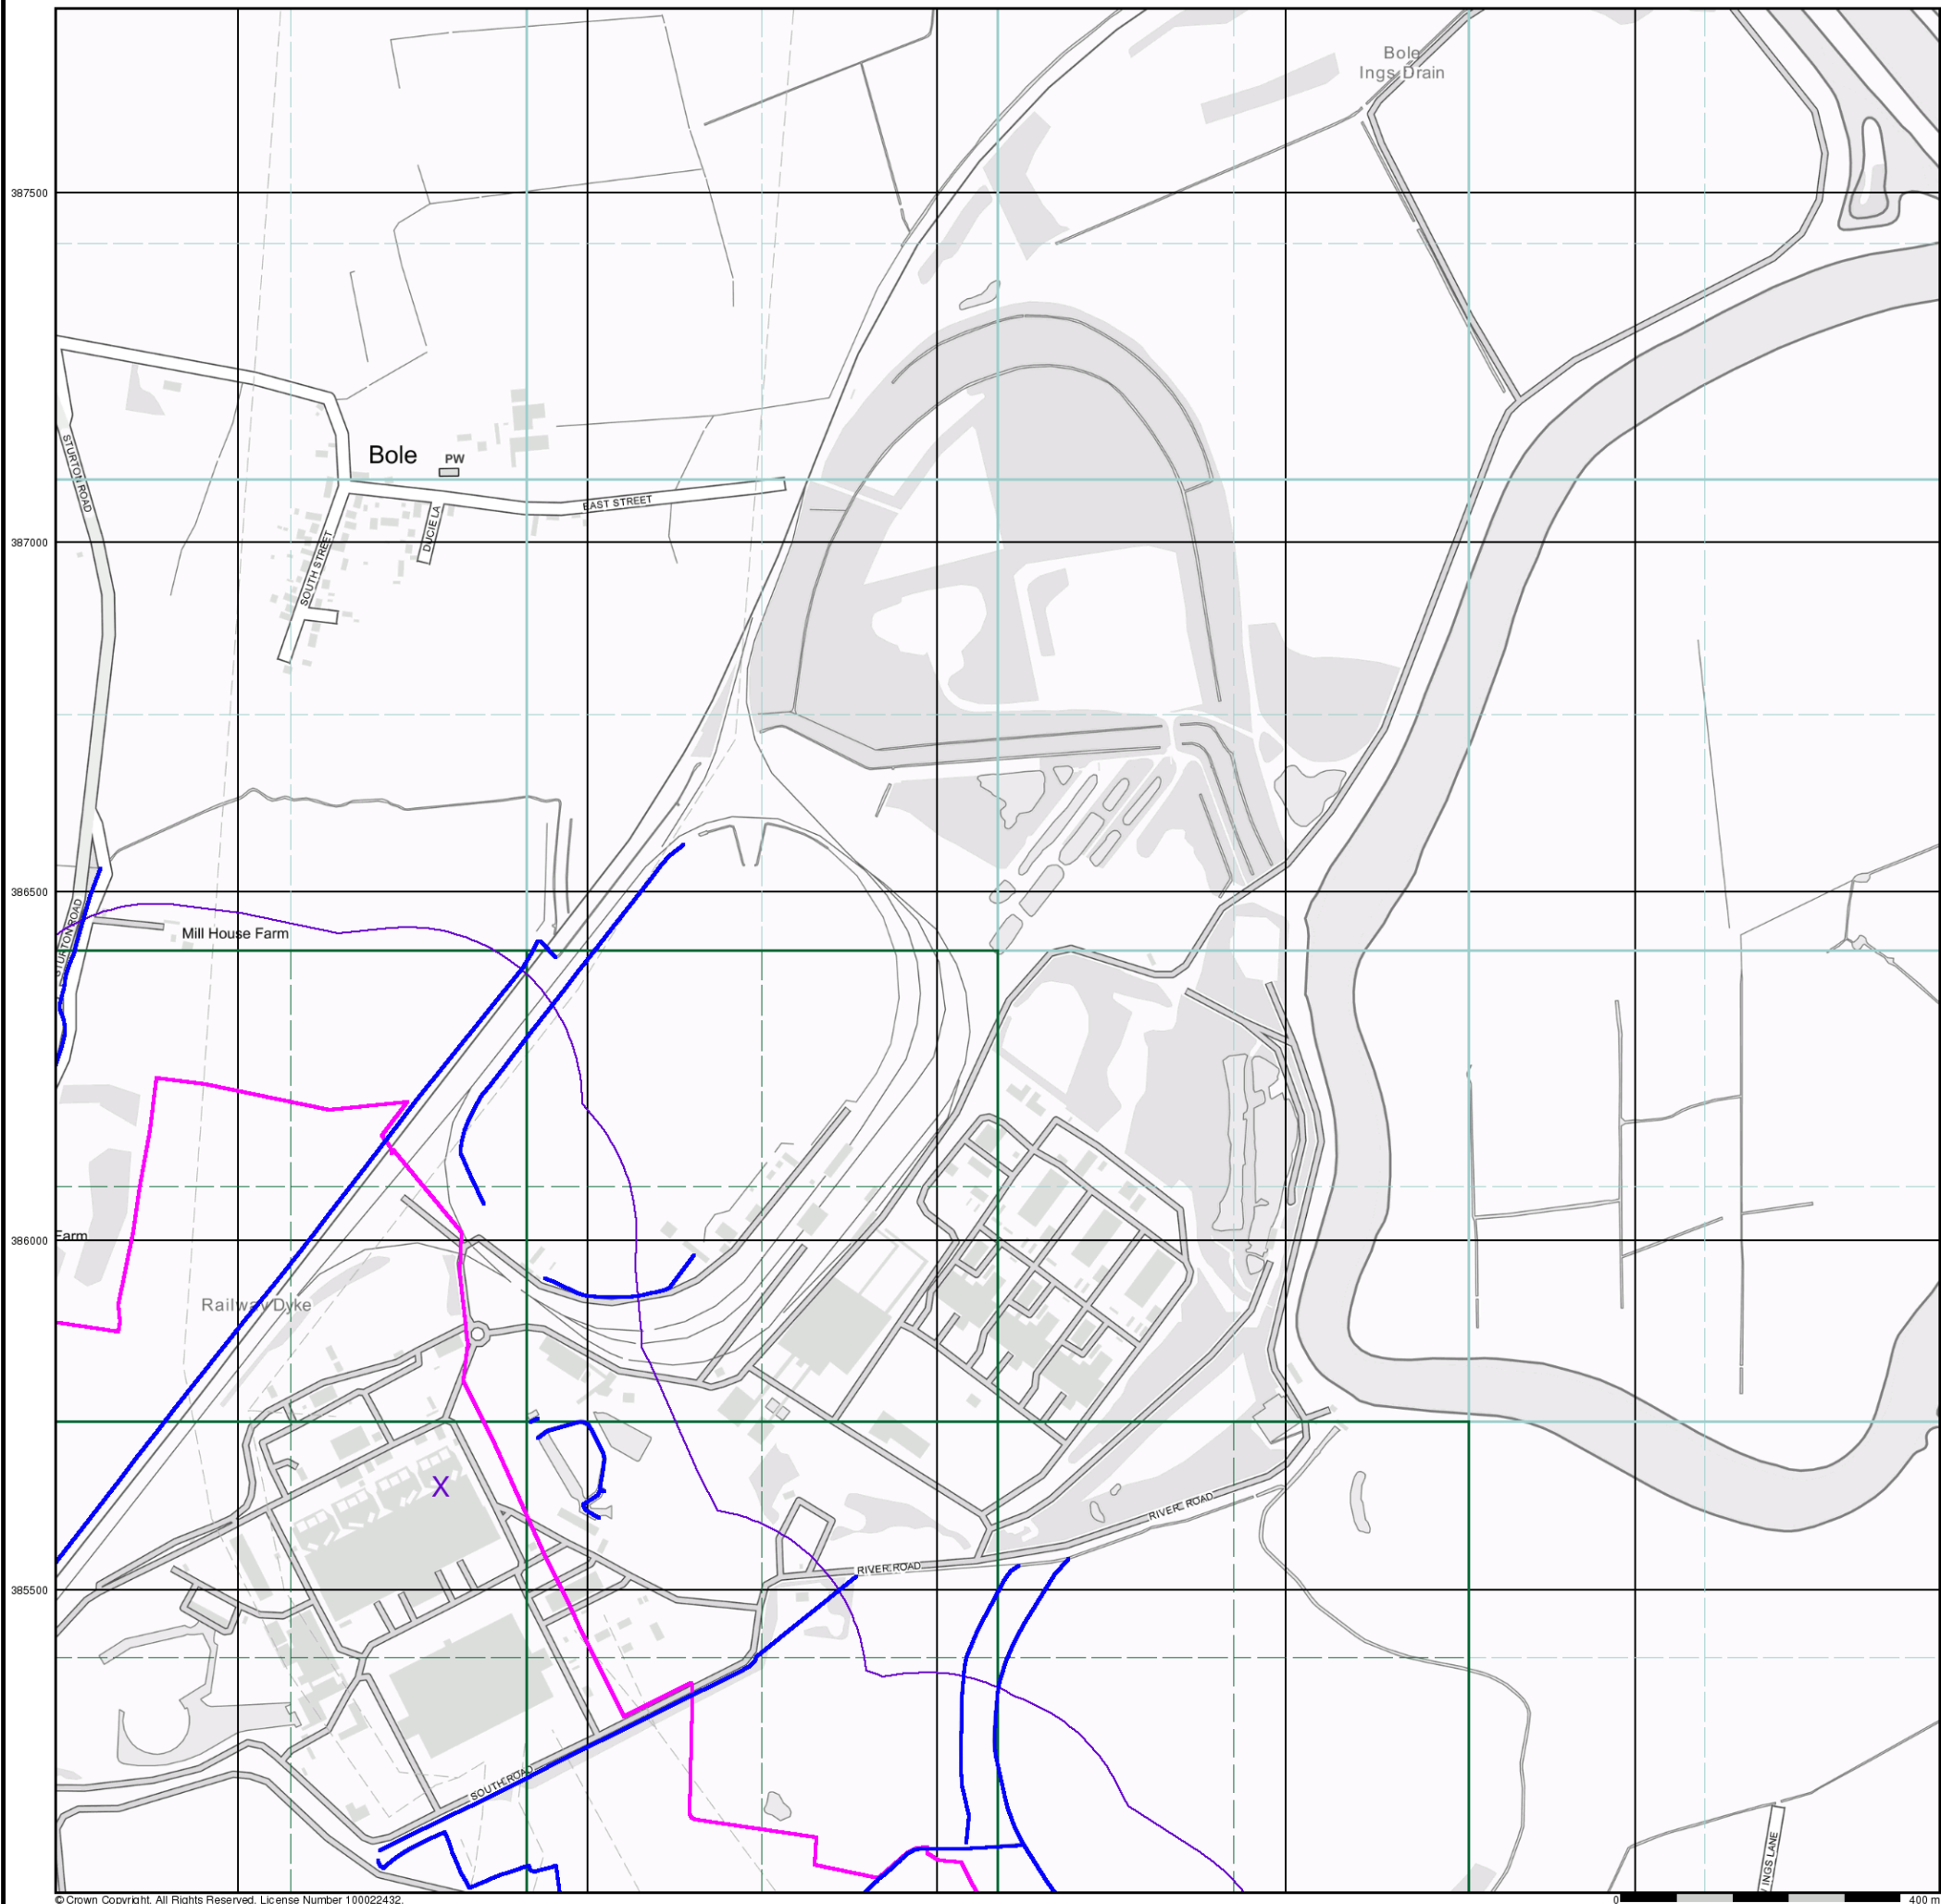 Bole
Ings Drain
387500
STURTON ROAD
Bole
PW
EAST STREET
DUCIE LA
SOUTH STREET
387000
386500
STURTON ROAD
Mill House Farm
Farm
386000
Railway Dyke
X
RIVER ROAD
RIVER ROAD
385500
SOUTH ROAD
INGS LANE
© Crown Copyright. All Rights Reserved. License Number 100022432.
0 400 m